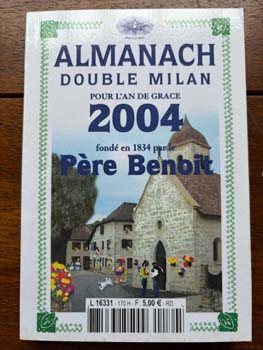 ALMANACH
DOUBLE MILAN
POUR L'AN DE GRACE
2004
fondé en 1834 par le
Père Benoit
L 16331 - 170 H - F: 5,00 € - RD